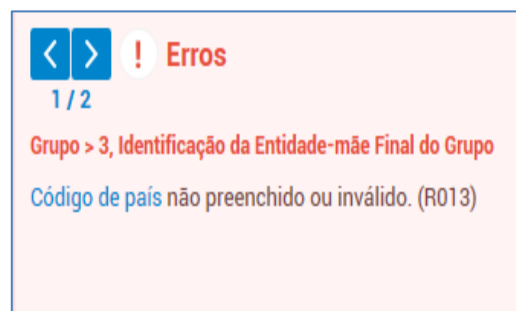 ! Erros
1 / 2
Grupo > 3, Identificação da Entidade-mãe Final do Grupo
Código de país não preenchido ou inválido. (R013)